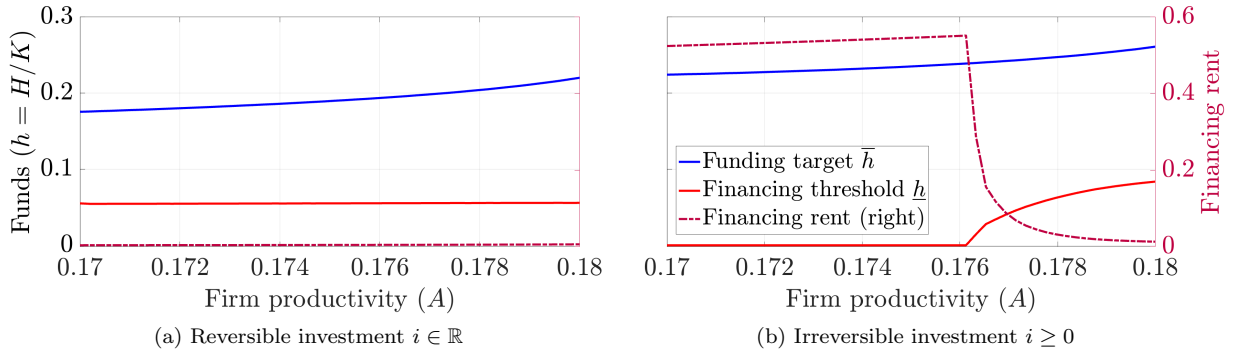 0.3
0.2
0.1
0
Funds (h = H/K)
0.17 0.172 0.174 0.176 0.178 0.18
Firm productivity (A)
(a) Reversible investment i ∈ ℝ
Funding target h̅
Financing threshold h̲
Financing rent (right)
0.6
0.4
0.2
0
Financing rent
0.17 0.172 0.174 0.176 0.178 0.18
Firm productivity (A)
(b) Irreversible investment i ≥ 0